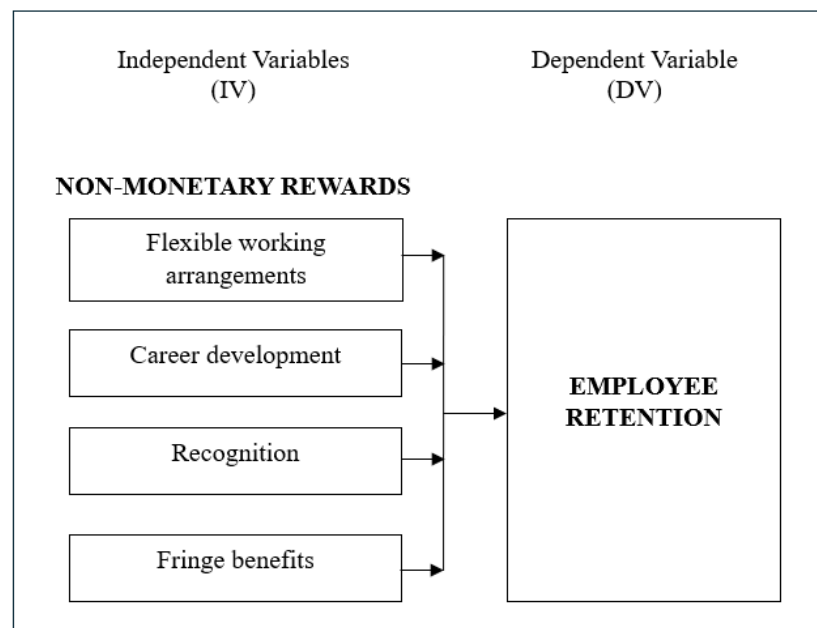 Independent Variables
(IV)
Dependent Variable
(DV)
NON-MONETARY REWARDS
Flexible working
arrangements
Career development
Recognition
Fringe benefits
EMPLOYEE
RETENTION